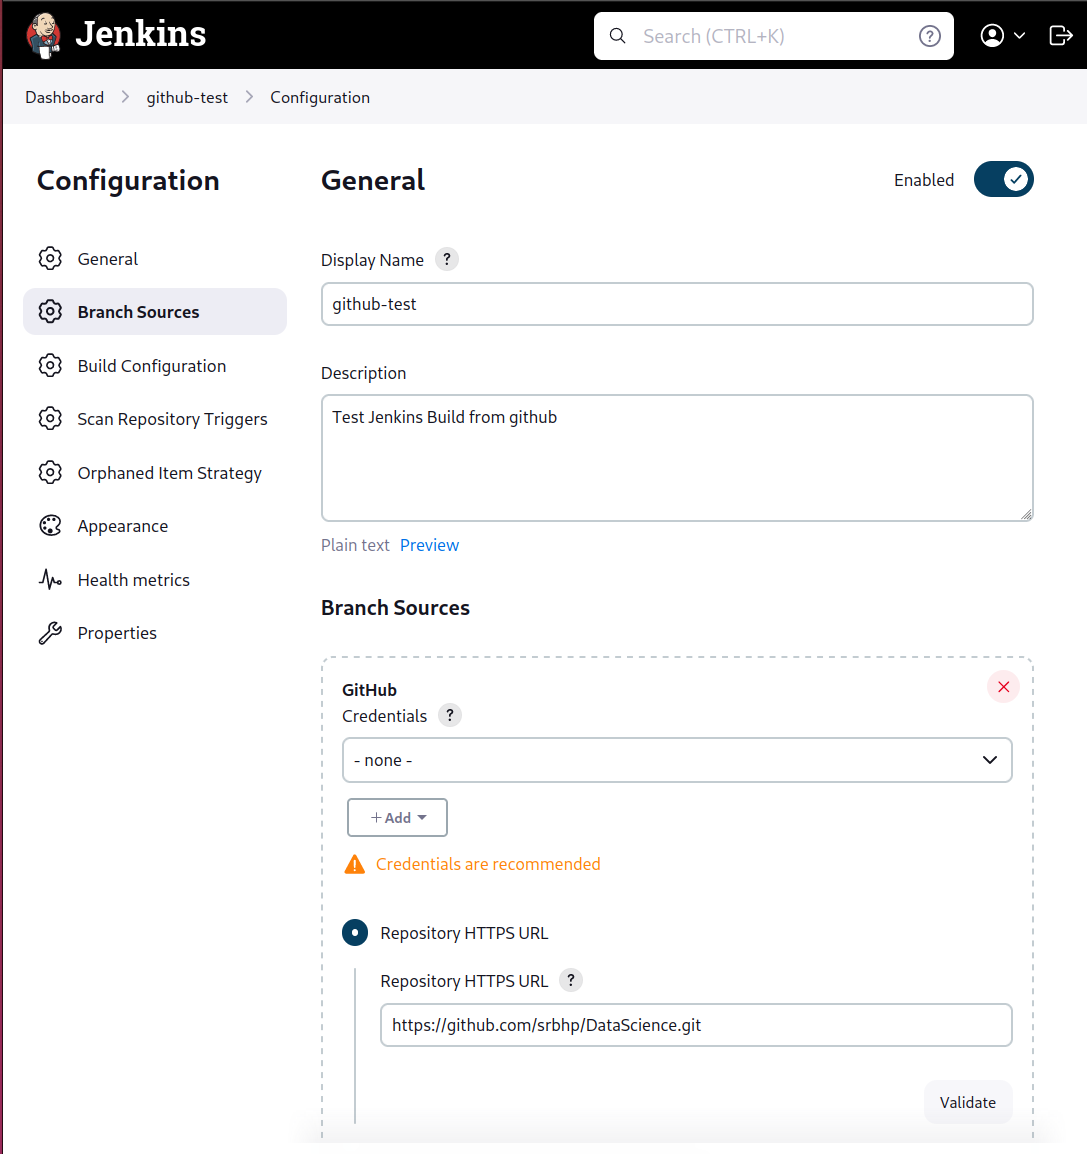 Jenkins
Search (CTRL+K)
?
Dashboard
github-test
Configuration
Configuration
General
Branch Sources
Build Configuration
Scan Repository Triggers
Orphaned Item Strategy
Appearance
Health metrics
Properties
General
Enabled
Display Name ?
github-test
Description
Test Jenkins Build from github
Plain text Preview
Branch Sources
GitHub
Credentials ?
- none -
+ Add
Credentials are recommended
Repository HTTPS URL
Repository HTTPS URL ?
https://github.com/srbhp/DataScience.git
Validate